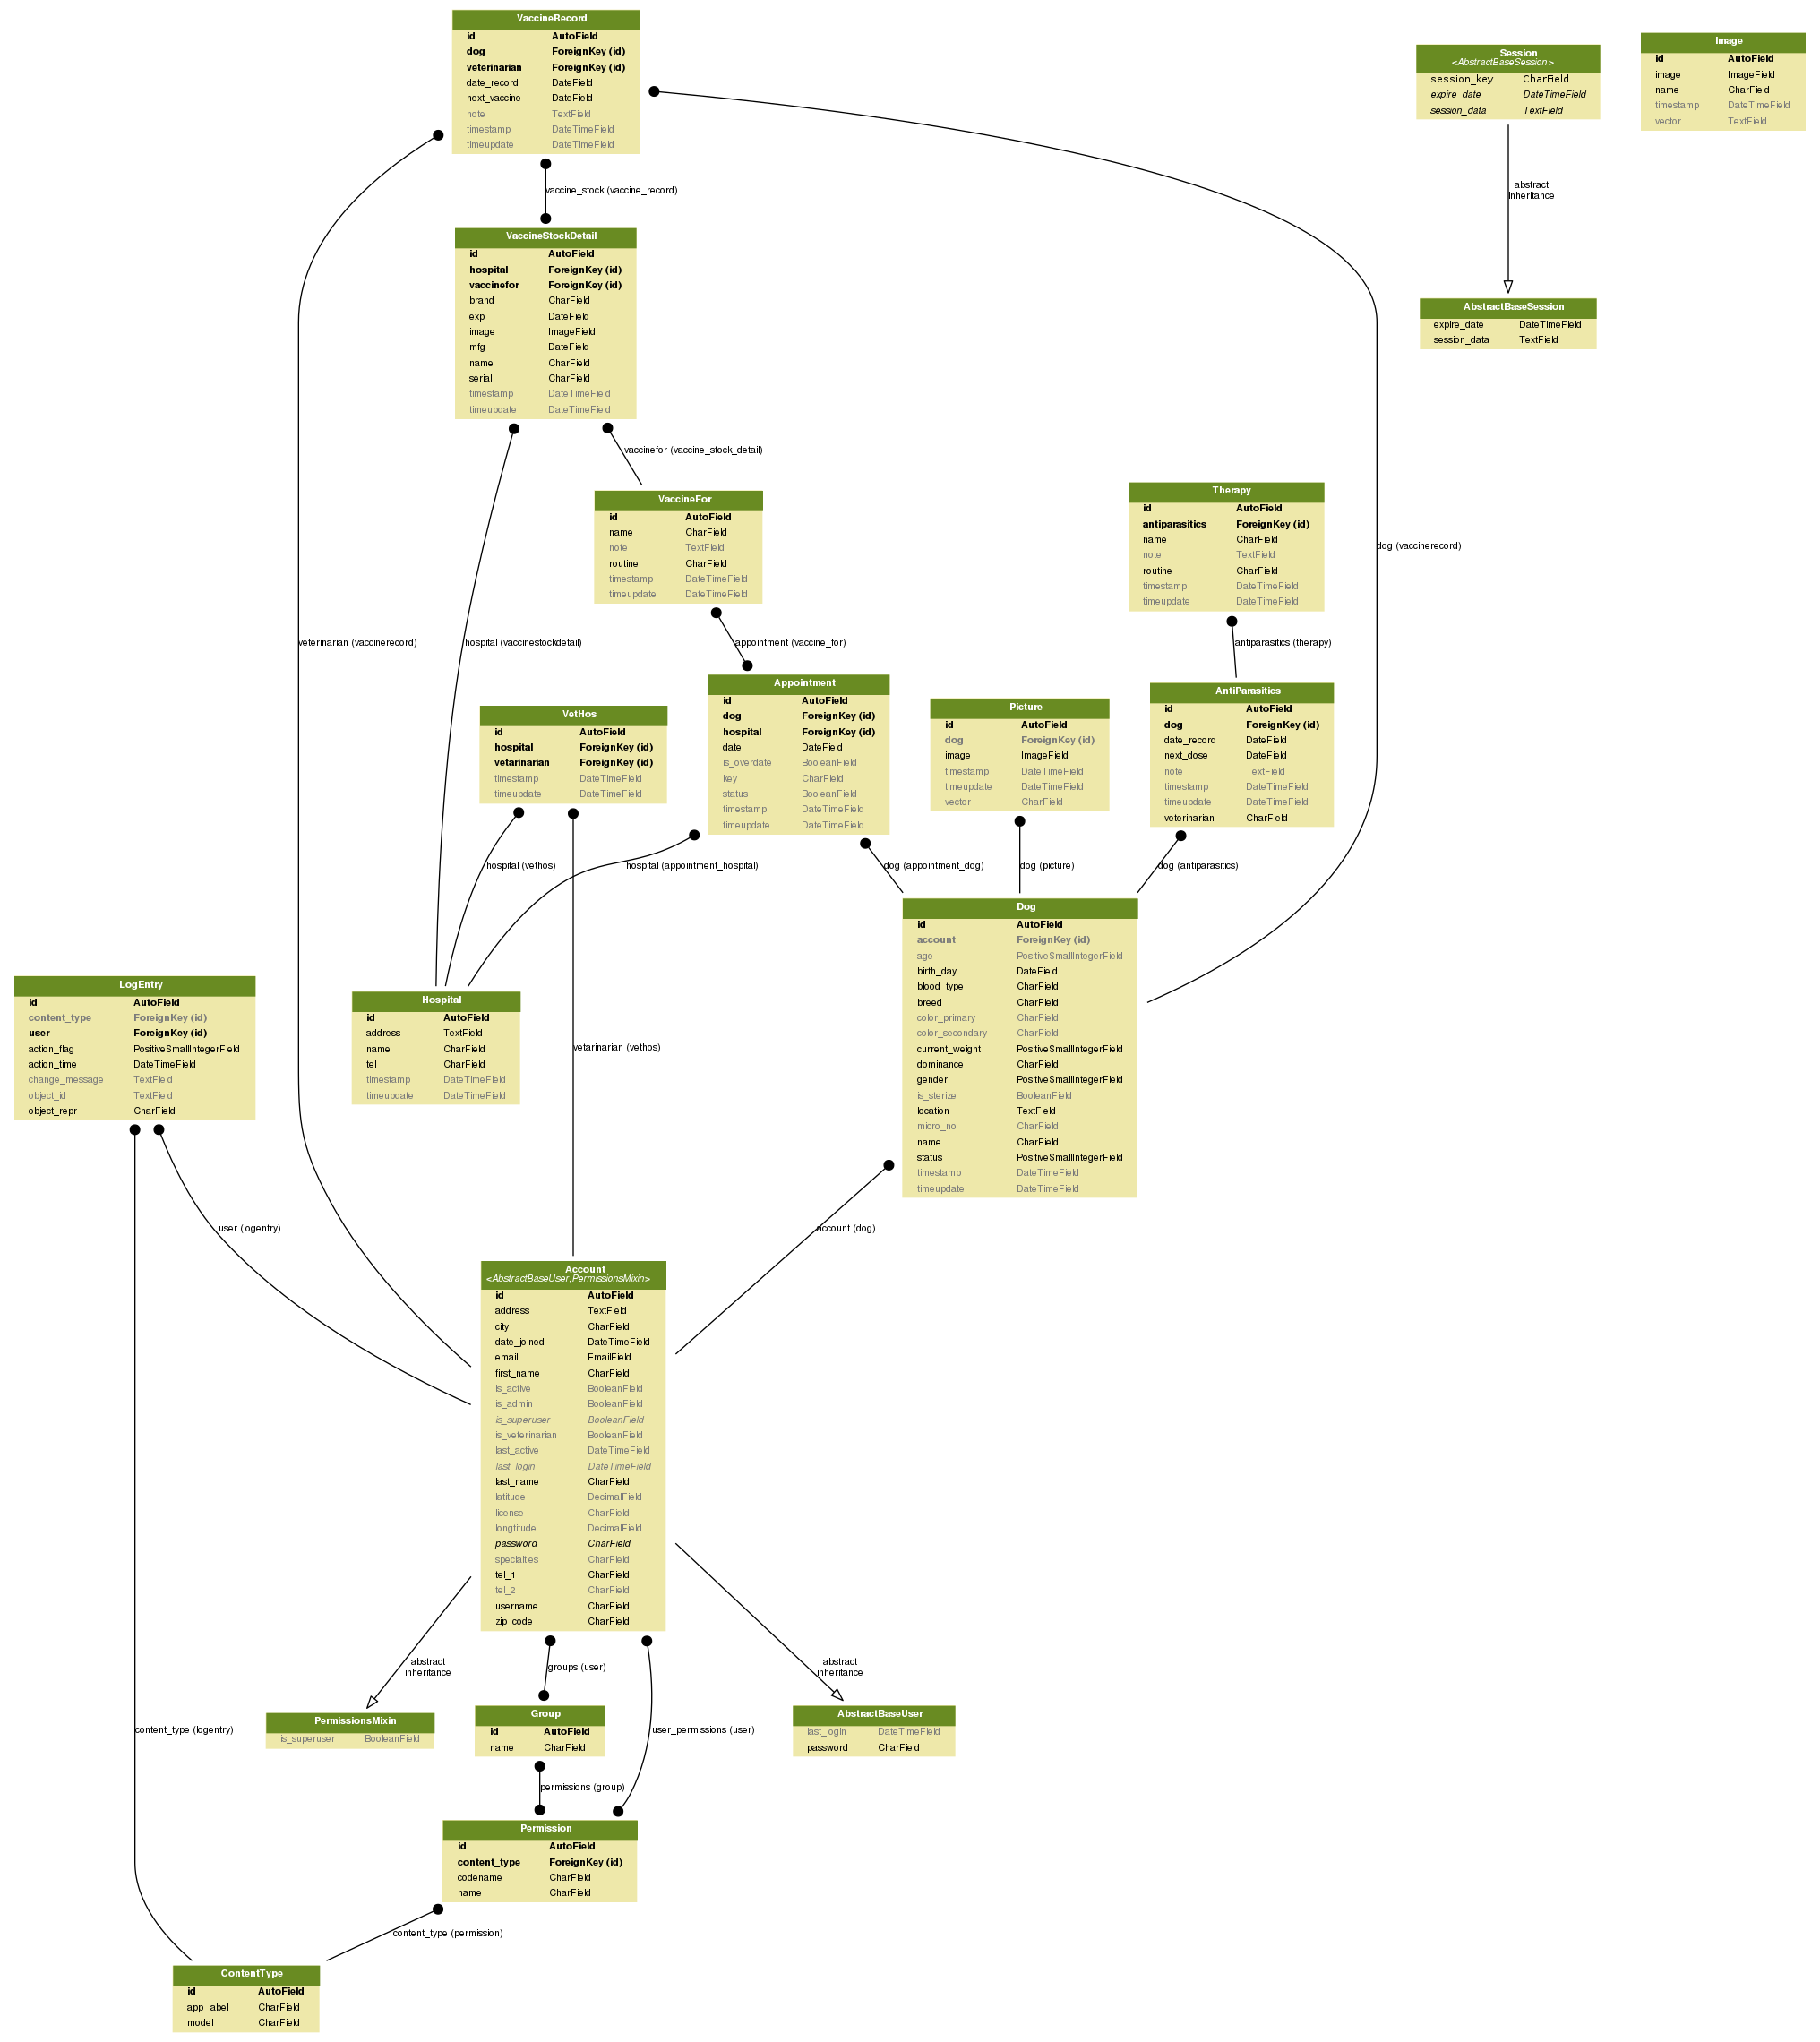 VaccineRecord
id AutoField
dog ForeignKey (id)
veterinarian ForeignKey (id)
date_record DateField
next_vaccine DateField
note TextField
timestamp DateTimeField
timeupdate DateTimeField
Session
<AbstractBaseSession>
session_key CharField
expire_date DateTimeField
session_data TextField
Image
id AutoField
image ImageField
name CharField
timestamp DateTimeField
vector TextField
vaccine_stock (vaccine_record)
abstract
inheritance
VaccineStockDetail
id AutoField
hospital ForeignKey (id)
vaccinefor ForeignKey (id)
brand CharField
exp DateField
image ImageField
mfg DateField
name CharField
serial CharField
timestamp DateTimeField
timeupdate DateTimeField
AbstractBaseSession
expire_date DateTimeField
session_data TextField
vaccinefor (vaccine_stock_detail)
VaccineFor
id AutoField
name CharField
note TextField
routine CharField
timestamp DateTimeField
timeupdate DateTimeField
Therapy
id AutoField
antiparasitics ForeignKey (id)
name CharField
note TextField
routine CharField
timestamp DateTimeField
timeupdate DateTimeField
dog (vaccinerecord)
veterinarian (vaccinerecord)
hospital (vaccinestockdetail)
appointment (vaccine_for)
antiparasitics (therapy)
VetHos
id AutoField
hospital ForeignKey (id)
vetarinarian ForeignKey (id)
timestamp DateTimeField
timeupdate DateTimeField
Appointment
id AutoField
dog ForeignKey (id)
hospital ForeignKey (id)
date DateField
is_overdate BooleanField
key CharField
status BooleanField
timestamp DateTimeField
timeupdate DateTimeField
Picture
id AutoField
dog ForeignKey (id)
image ImageField
timestamp DateTimeField
timeupdate DateTimeField
vector CharField
AntiParasitics
id AutoField
dog ForeignKey (id)
date_record DateField
next_dose DateField
note TextField
timestamp DateTimeField
timeupdate DateTimeField
veterinarian CharField
hospital (vethos)
hospital (appointment_hospital)
dog (appointment_dog)
dog (picture)
dog (antiparasitics)
LogEntry
id AutoField
content_type ForeignKey (id)
user ForeignKey (id)
action_flag PositiveSmallIntegerField
action_time DateTimeField
change_message TextField
object_id TextField
object_repr CharField
Hospital
id AutoField
address TextField
name CharField
tel CharField
timestamp DateTimeField
timeupdate DateTimeField
vetarinarian (vethos)
Dog
id AutoField
account ForeignKey (id)
age PositiveSmallIntegerField
birth_day DateField
blood_type CharField
breed CharField
color_primary CharField
color_secondary CharField
current_weight PositiveSmallIntegerField
dominance CharField
gender PositiveSmallIntegerField
is_sterize BooleanField
location TextField
micro_no CharField
name CharField
status PositiveSmallIntegerField
timestamp DateTimeField
timeupdate DateTimeField
user (logentry)
account (dog)
Account
<AbstractBaseUser,PermissionsMixin>
id AutoField
address TextField
city CharField
date_joined DateTimeField
email EmailField
first_name CharField
is_active BooleanField
is_admin BooleanField
is_superuser BooleanField
is_veterinarian BooleanField
last_active DateTimeField
last_login DateTimeField
last_name CharField
latitude DecimalField
license CharField
longtitude DecimalField
password CharField
specialties CharField
tel_1 CharField
tel_2 CharField
username CharField
zip_code CharField
abstract
inheritance
groups (user)
abstract
inheritance
content_type (logentry)
PermissionsMixin
is_superuser BooleanField
Group
id AutoField
name CharField
user_permissions (user)
AbstractBaseUser
last_login DateTimeField
password CharField
permissions (group)
Permission
id AutoField
content_type ForeignKey (id)
codename CharField
name CharField
content_type (permission)
ContentType
id AutoField
app_label CharField
model CharField